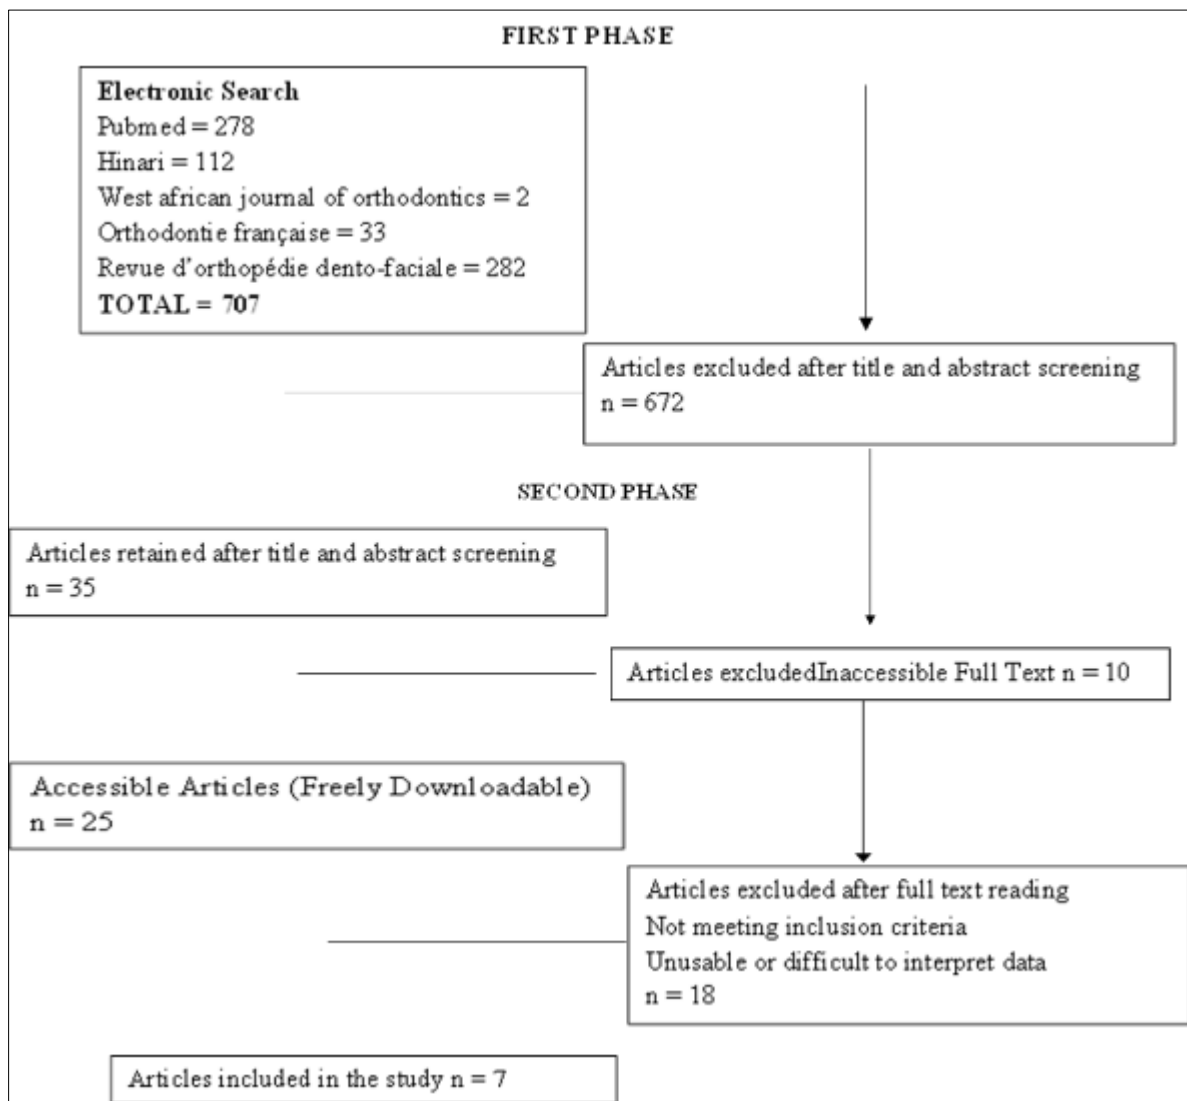 FIRST PHASE
Electronic Search
Pubmed = 278
Hinari = 112
West african journal of orthodontics = 2
Orthodontie française = 33
Revue d'orthopédie dento-faciale = 282
TOTAL = 707
Articles excluded after title and abstract screening
n = 672
SECOND PHASE
Articles retained after title and abstract screening
n = 35
Articles excludedInaccessible Full Text n = 10
Accessible Articles (Freely Downloadable)
n = 25
Articles excluded after full text reading
Not meeting inclusion criteria
Unusable or difficult to interpret data
n = 18
Articles included in the study n = 7